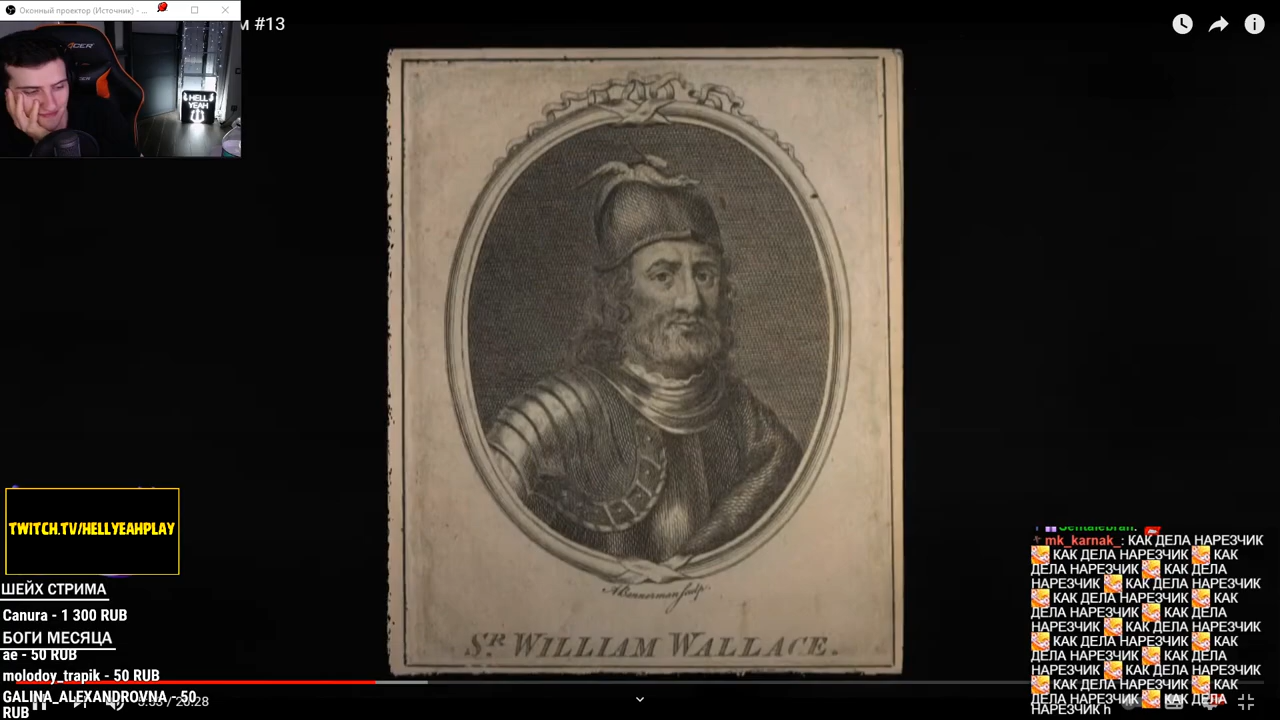 Оконный проектор (Источник) - ...
м #13
ACER
HELL
YEAH
SR. WILLIAM WALLACE.
TWITCH.TV/HELLYEAHPLAY
ШЕЙХ СТРИМА
Canura - 1 300 RUB
БОГИ МЕСЯЦА
ae - 50 RUB
molodoy_trapik - 50 RUB
GALINA_ALEXANDROVNA - 50
RUB
mk_karnak_: КАК ДЕЛА НАРЕЗЧИК
КАК ДЕЛА НАРЕЗЧИК КАК
ДЕЛА НАРЕЗЧИК КАК ДЕЛА
НАРЕЗЧИК КАК ДЕЛА НАРЕЗЧИК
КАК ДЕЛА НАРЕЗЧИК КАК
ДЕЛА НАРЕЗЧИК КАК ДЕЛА
НАРЕЗЧИК КАК ДЕЛА НАРЕЗЧИК
КАК ДЕЛА НАРЕЗЧИК КАК
ДЕЛА НАРЕЗЧИК КАК ДЕЛА
НАРЕЗЧИК КАК ДЕЛА НАРЕЗЧИК
КАК ДЕЛА НАРЕЗЧИК КАК
ДЕЛА НАРЕЗЧИК КАК ДЕЛА
НАРЕЗЧИК h